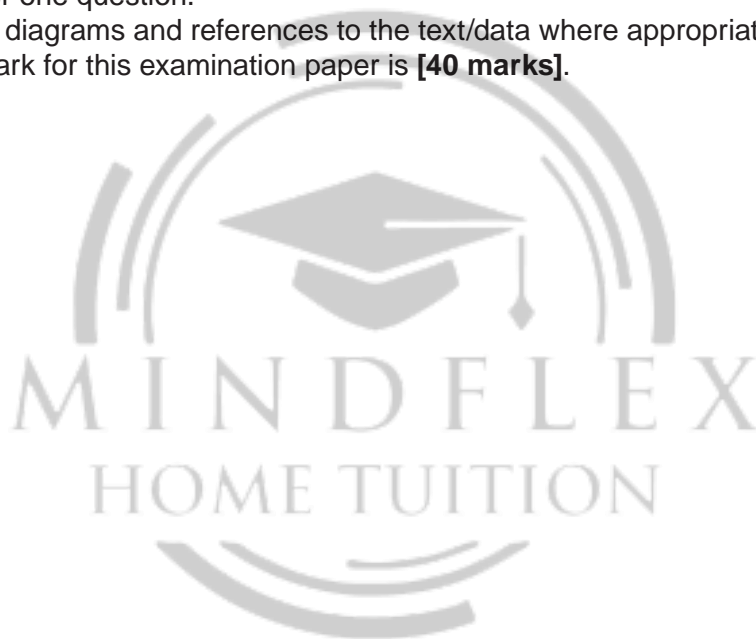 diagrams and references to the text/data where appropriat
ark for this examination paper is [40 marks].
MINDFLEX
HOME TUITION